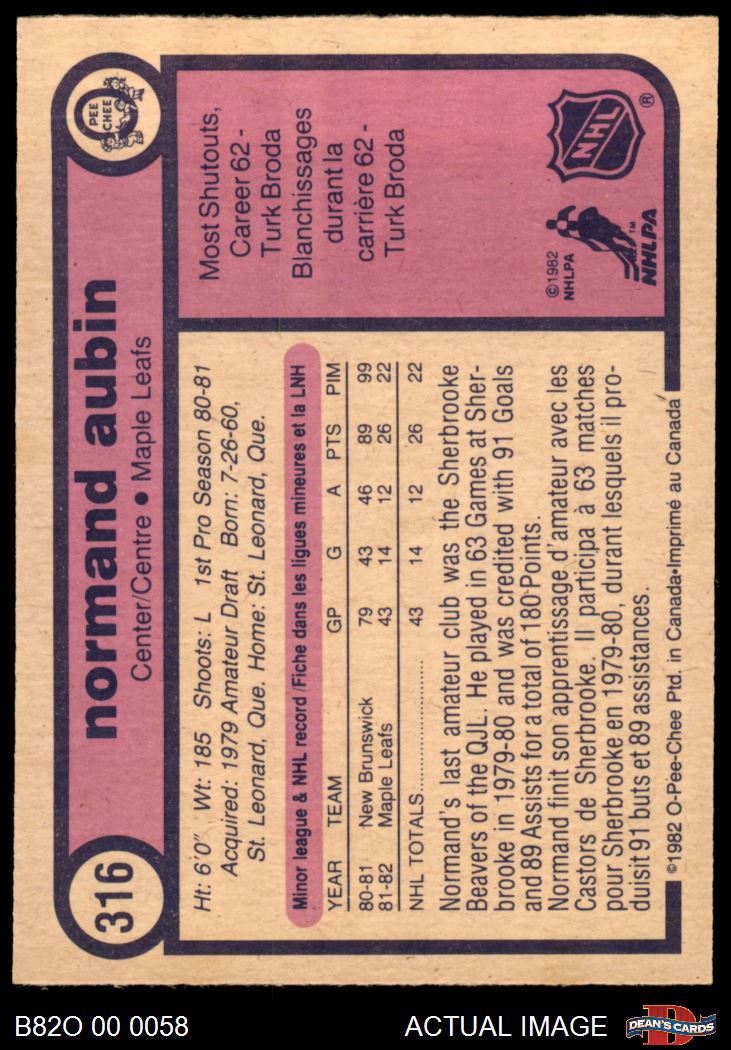 316
normand aubin
Center/Centre • Maple Leafs
O PEE CHEE
Ht: 6'0" Wt: 185 Shoots: L 1st Pro Season 80-81
Acquired: 1979 Amateur Draft Born: 7-26-60,
St. Leonard, Que. Home: St. Leonard, Que.
Minor league & NHL record/Fiche dans les ligues mineures et la LNH
YEAR TEAM GP G A PTS PIM
80-81 New Brunswick 79 43 46 89 99
81-82 Maple Leafs 43 14 12 26 22
NHL TOTALS 43 14 12 26 22
Normand's last amateur club was the Sherbrooke
Beavers of the QJL. He played in 63 Games at Sher-
brooke in 1979-80 and was credited with 91 Goals
and 89 Assists for a total of 180 Points.
Normand finit son apprentissage d'amateur avec les
Castors de Sherbrooke. Il participa à 63 matches
pour Sherbrooke en 1979-80, durant lesquels il pro-
duisit 91 buts et 89 assistances.
©1982 O-Pee-Chee Ptd. in Canada•Imprimé au Canada
Most Shutouts,
Career 62 -
Turk Broda
Blanchissages
durant la
carrière 62 -
Turk Broda
©1982
NHLPA
NHLPA
TM
NHL
®
B82O 00 0058
ACTUAL IMAGE
D
DEAN'S CARDS